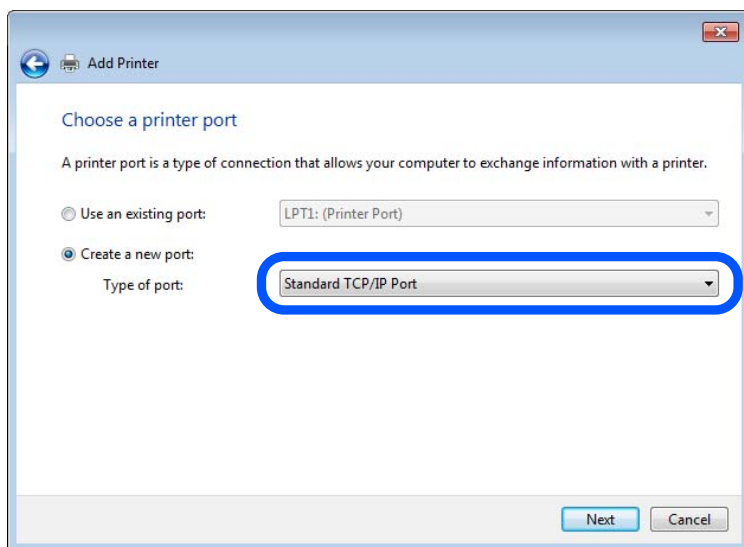 Add Printer
Choose a printer port
A printer port is a type of connection that allows your computer to exchange information with a printer.
Use an existing port: LPT1: (Printer Port)
Create a new port:
Type of port: Standard TCP/IP Port
Next Cancel